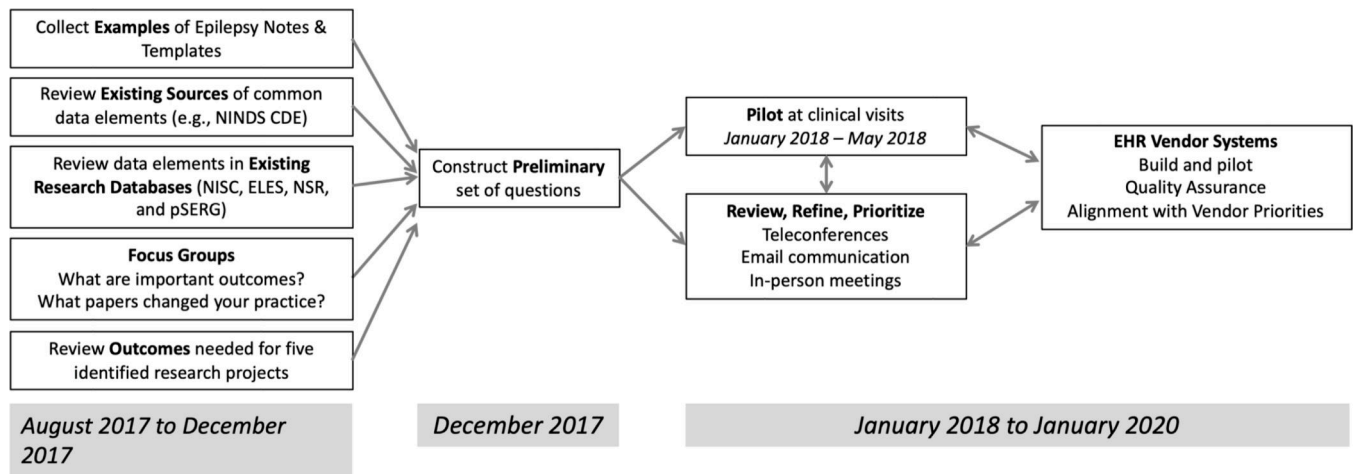 Collect Examples of Epilepsy Notes &
Templates
Review Existing Sources of common
data elements (e.g., NINDS CDE)
Review data elements in Existing
Research Databases (NISC, ELES, NSR,
and pSERG)
Focus Groups
What are important outcomes?
What papers changed your practice?
Review Outcomes needed for five
identified research projects
August 2017 to December
2017
Construct Preliminary
set of questions
December 2017
Pilot at clinical visits
January 2018 – May 2018
Review, Refine, Prioritize
Teleconferences
Email communication
In-person meetings
EHR Vendor Systems
Build and pilot
Quality Assurance
Alignment with Vendor Priorities
January 2018 to January 2020